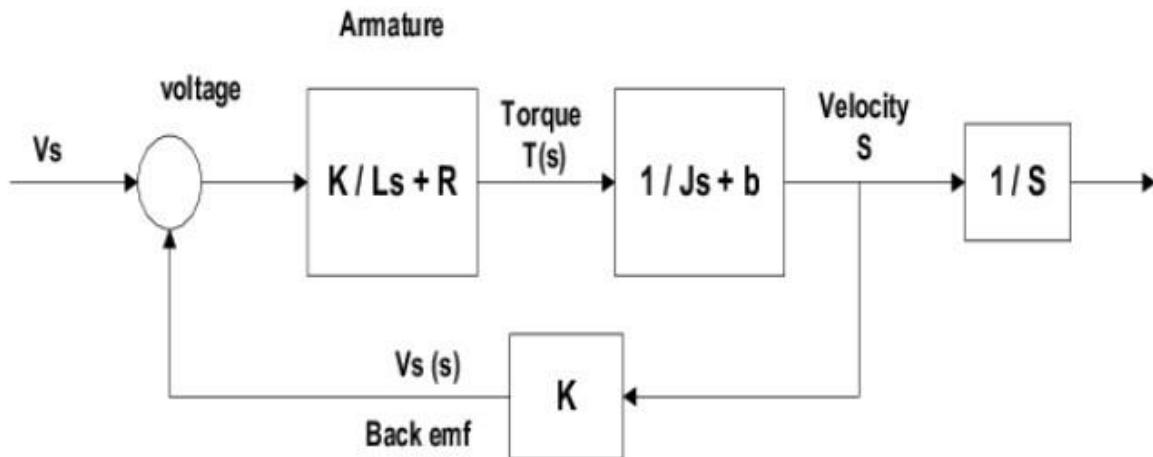 Armature
voltage
Vs
K / Ls + R
Torque
T(s)
1 / Js + b
Velocity
S
1 / S
Vs (s)
K
Back emf